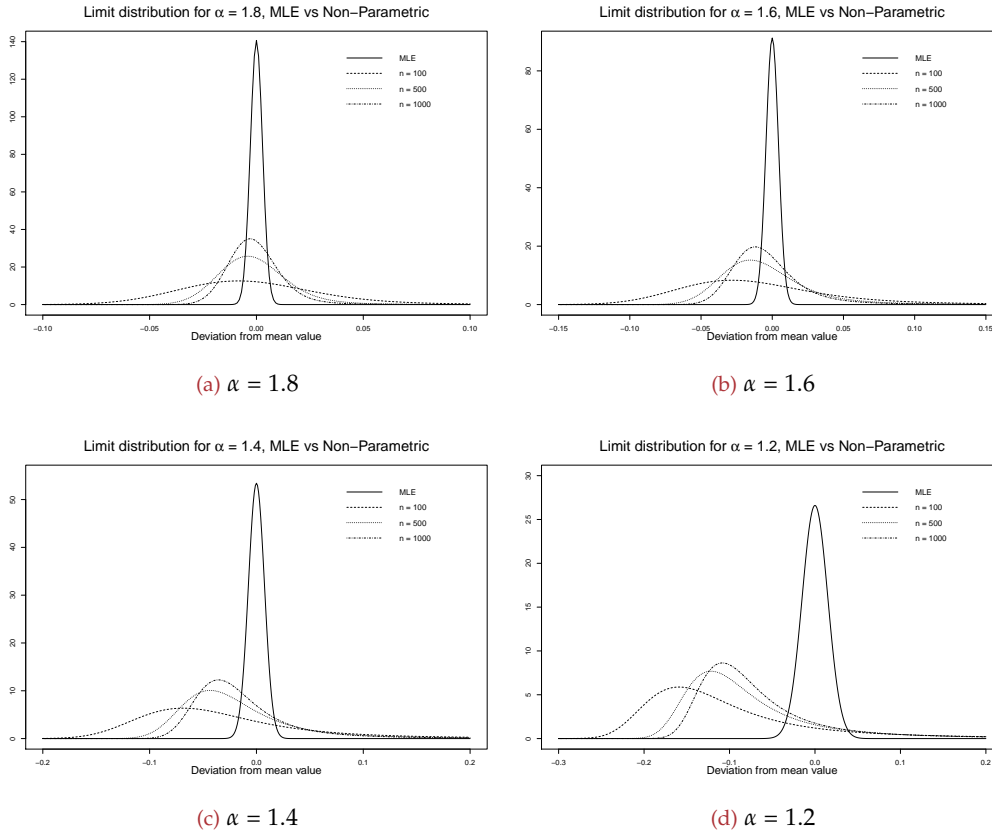 Limit distribution for α = 1.8, MLE vs Non−Parametric
140
120
100
80
60
40
20
0
MLE
n = 100
n = 500
n = 1000
−0.10
−0.05
0.00
0.05
0.10
Deviation from mean value
(a) α = 1.8
Limit distribution for α = 1.6, MLE vs Non−Parametric
80
60
40
20
0
MLE
n = 100
n = 500
n = 1000
−0.15
−0.10
−0.05
0.00
0.05
0.10
0.15
Deviation from mean value
(b) α = 1.6
Limit distribution for α = 1.4, MLE vs Non−Parametric
50
40
30
20
10
0
MLE
n = 100
n = 500
n = 1000
−0.2
−0.1
0.0
0.1
0.2
Deviation from mean value
(c) α = 1.4
Limit distribution for α = 1.2, MLE vs Non−Parametric
30
25
20
15
10
5
0
MLE
n = 100
n = 500
n = 1000
−0.3
−0.2
−0.1
0.0
0.1
0.2
Deviation from mean value
(d) α = 1.2